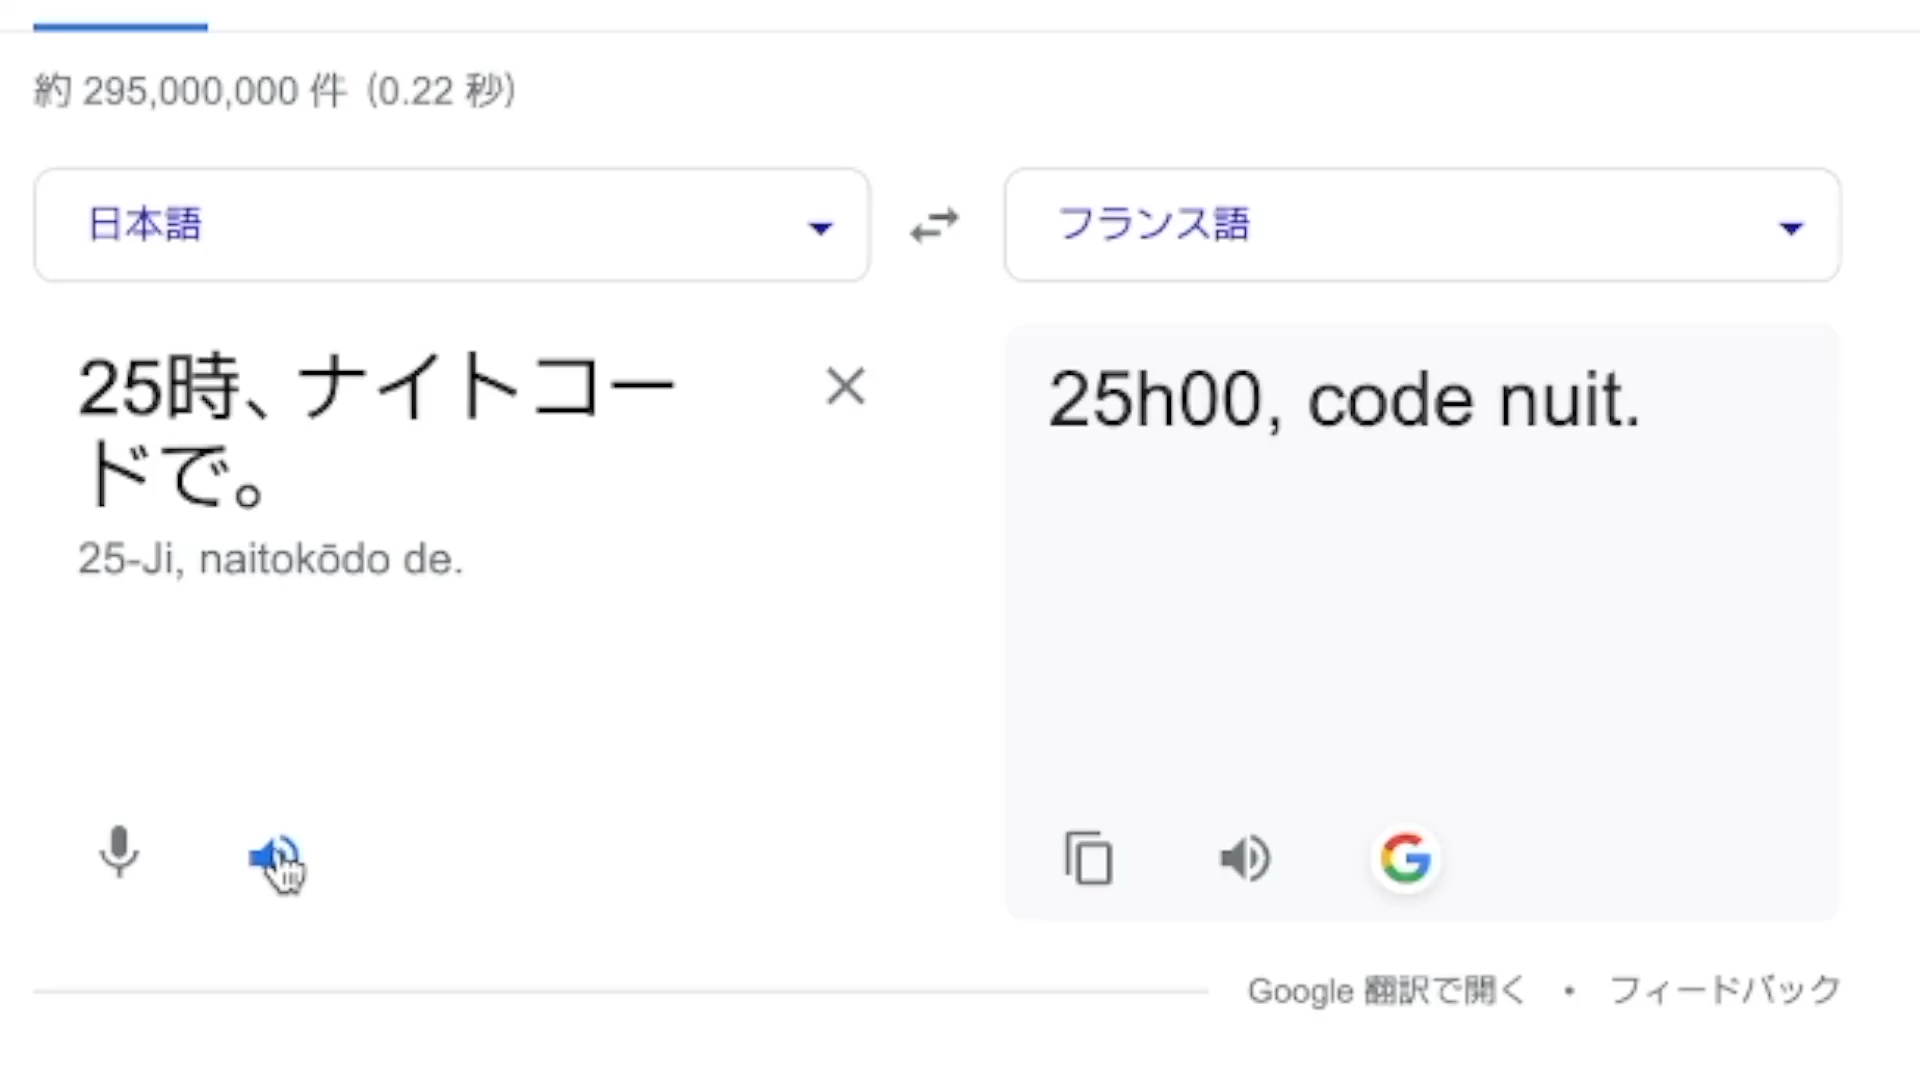 約 295,000,000 件 (0.22 秒)
日本語
フランス語
25時、ナイトコー
ドで。
25-Ji, naitokōdo de.
25h00, code nuit.
Google 翻訳で開く • フィードバック